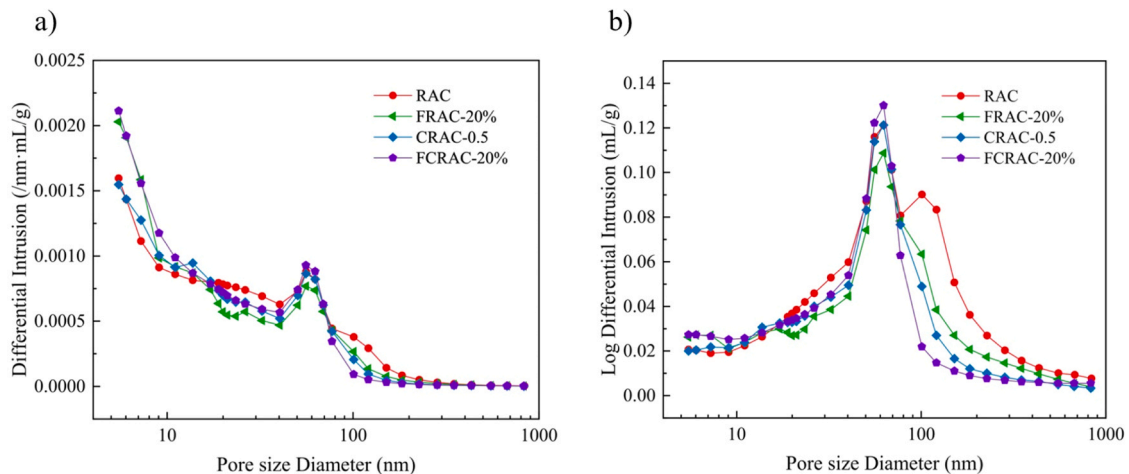 a)
Differential Intrusion (/nm·mL/g)
0.0025
0.0020
0.0015
0.0010
0.0005
0.0000
RAC
FRAC-20%
CRAC-0.5
FCRAC-20%
10
100
1000
Pore size Diameter (nm)
b)
Log Differential Intrusion (mL/g)
0.14
0.12
0.10
0.08
0.06
0.04
0.02
0.00
RAC
FRAC-20%
CRAC-0.5
FCRAC-20%
10
100
1000
Pore size Diameter (nm)